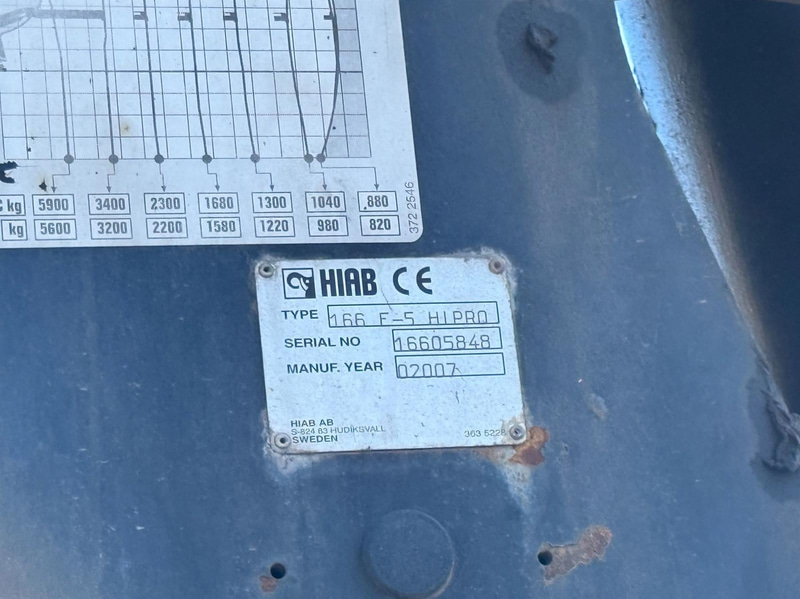 C kg 5900 3400 2300 1680 1300 1040 880
kg 5600 3200 2200 1580 1220 980 820
372 2546
HIAB CE
TYPE 166 E-5 HIPRO
SERIAL NO 16605848
MANUF. YEAR 02007
HIAB AB
S-824 83 HUDIKSVALL
SWEDEN 363 5228